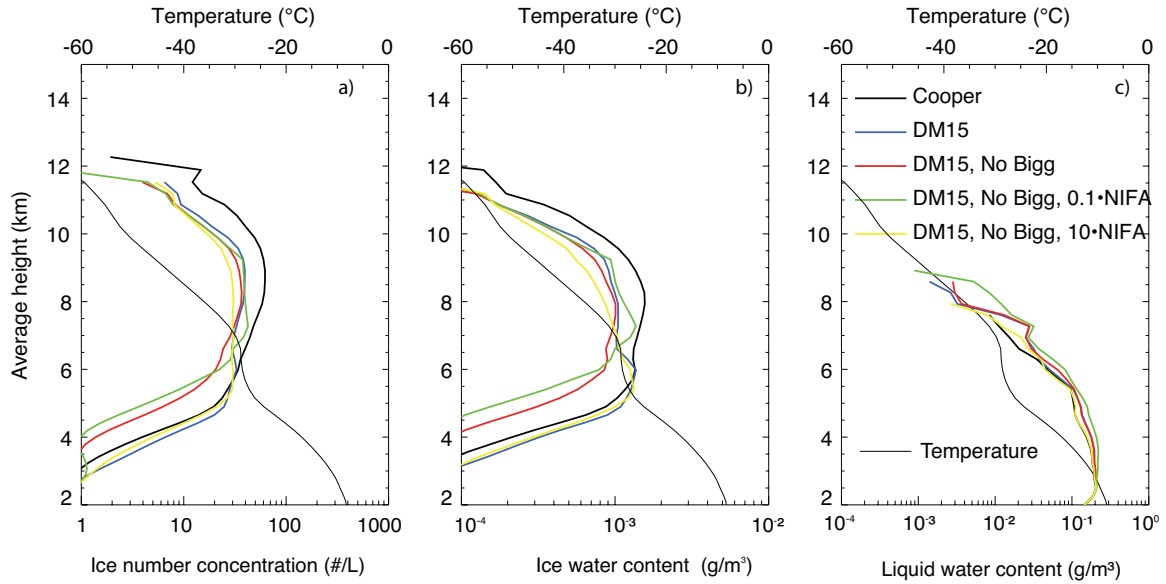 Temperature (°C) Temperature (°C) Temperature (°C)
-60 -40 -20 0 -60 -40 -20 0 -60 -40 -20 0
a) b) c)
14 14 14
12 12 12
10 10 10
8 8 8
6 6 6
4 4 4
2 2 2
Average height (km)
Cooper
DM15
DM15, No Bigg
DM15, No Bigg, 0.1•NIFA
DM15, No Bigg, 10•NIFA
Temperature
1 10 100 1000 10⁻⁴ 10⁻³ 10⁻² 10⁻⁴ 10⁻³ 10⁻² 10⁻¹ 10⁰
Ice number concentration (#/L) Ice water content (g/m³) Liquid water content (g/m³)